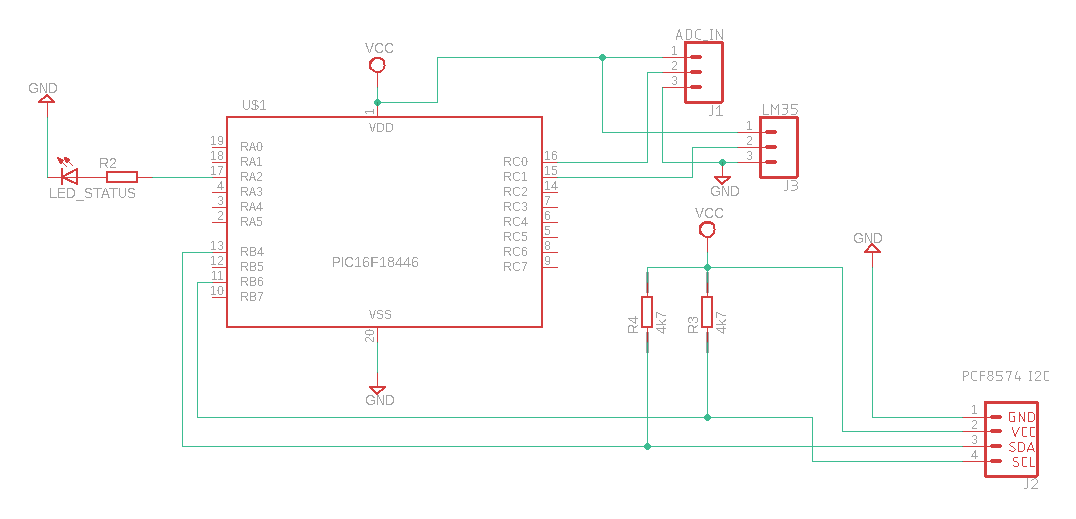 ADC_IN
VCC
1
2
3
J1
GND
U$1
1
VDD
LM35
1
2
3
J3
GND
19 RA0
18 RA1
17 RA2
4 RA3
3 RA4
2 RA5
13 RB4
12 RB5
11 RB6
10 RB7
RC0 16
RC1 15
RC2 14
RC3 7
RC4 6
RC5 5
RC6 8
RC7 9
R2
LED_STATUS
PIC16F18446
VSS
20
GND
VCC
R4
4k7
R3
4k7
GND
PCF8574 I2C
1 GND
2 VCC
3 SDA
4 SCL
J2